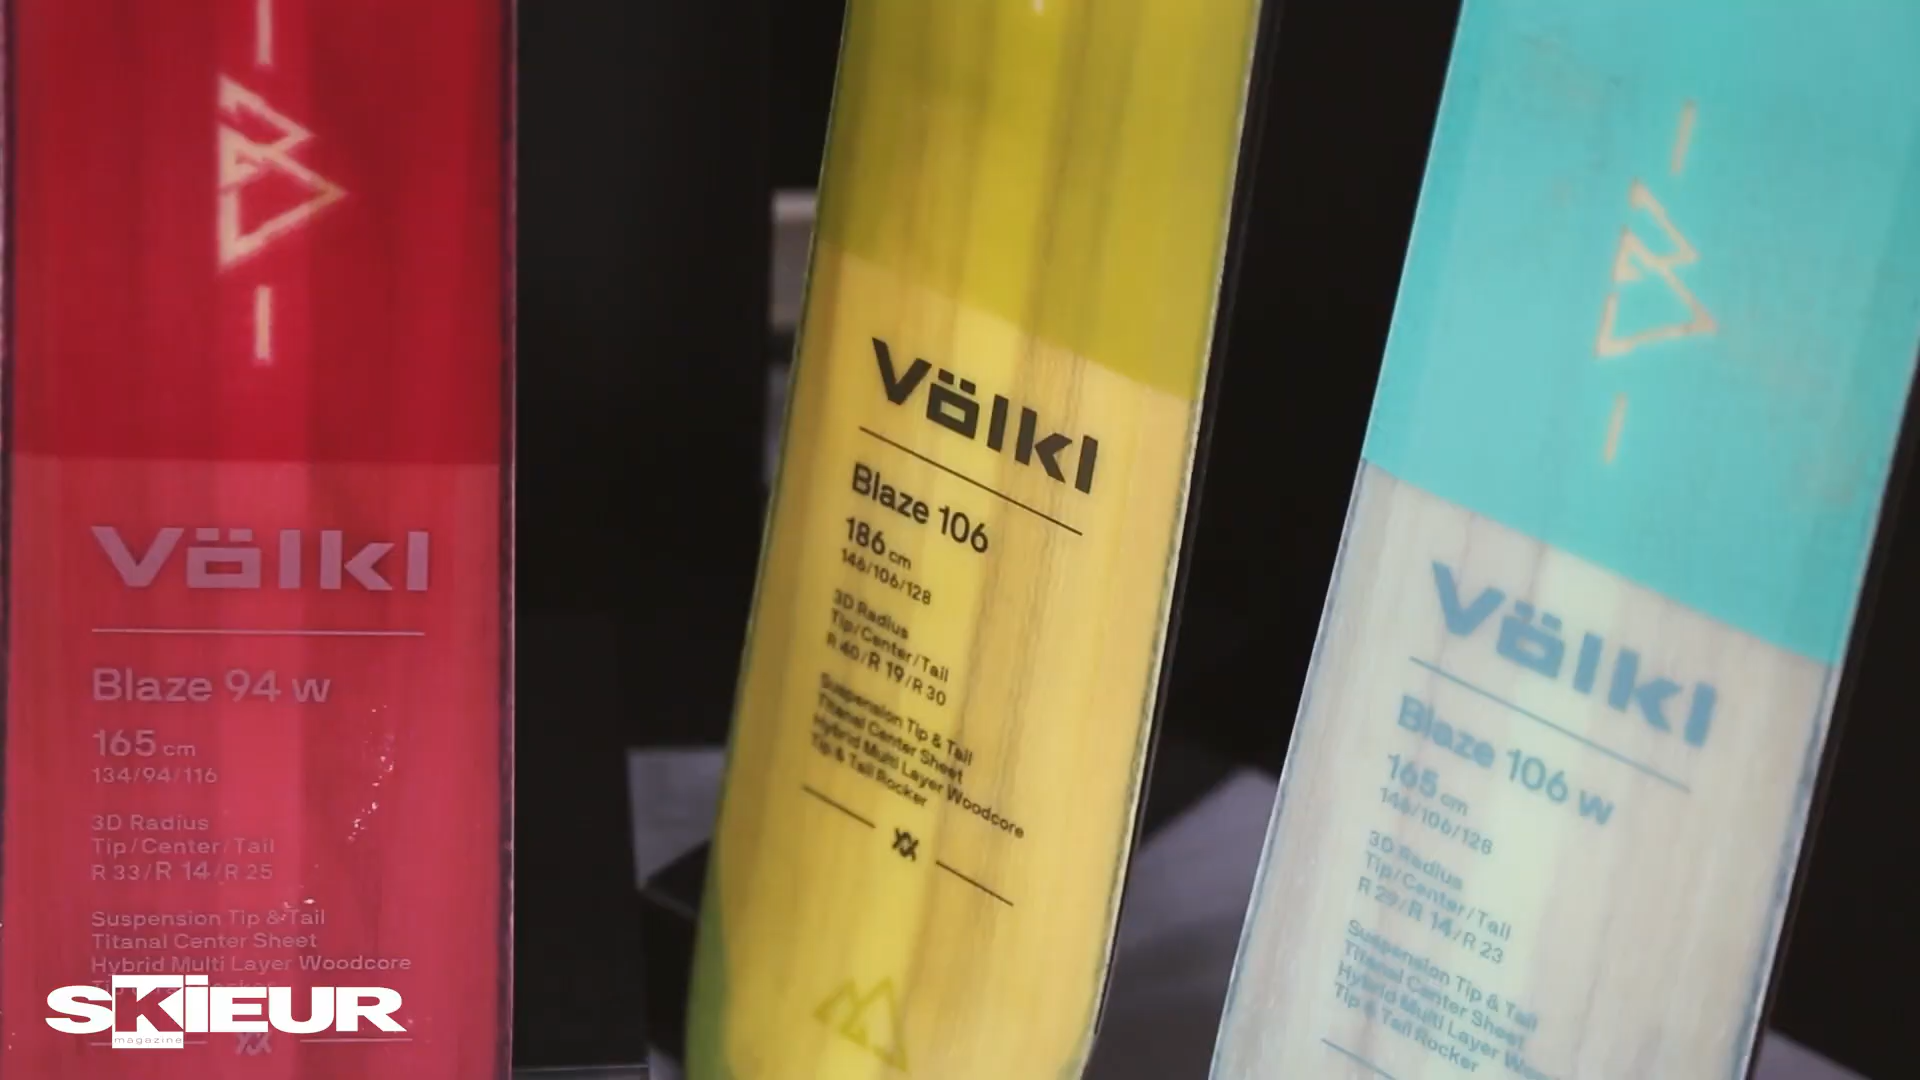 Völkl
Blaze 94 w
165 cm
134/94/116
3D Radius
Tip/Center/Tail
R 33/R 14/R 25
Suspension Tip & Tail
Titanal Center Sheet
Hybrid Multi Layer Woodcore
SKiEUR
magazine
Völkl
Blaze 106
186 cm
146/106/128
3D Radius
Tip/Center/Tail
R 40/R 19/R 30
Suspension Tip & Tail
Titanal Center Sheet
Hybrid Multi Layer Woodcore
Tip & Tail Rocker
Völkl
Blaze 106 w
165 cm
146/106/128
3D Radius
Tip/Center/Tail
R 29/R 14/R 23
Suspension Tip & Tail
Titanal Center Sheet
Hybrid Multi Layer
Tip & Tail Rocker